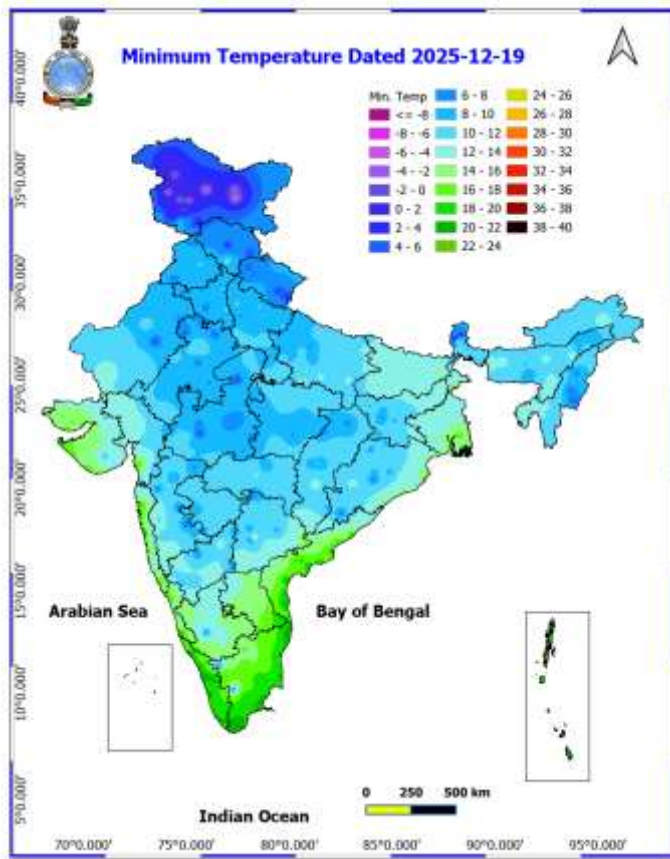 Minimum Temperature Dated 2025-12-19
Min. Temp
<= -8
-8 - -6
-6 - -4
-4 - -2
-2 - 0
0 - 2
2 - 4
4 - 6
6 - 8
8 - 10
10 - 12
12 - 14
14 - 16
16 - 18
18 - 20
20 - 22
22 - 24
24 - 26
26 - 28
28 - 30
30 - 32
32 - 34
34 - 36
36 - 38
38 - 40
40°0.000'
35°0.000'
30°0.000'
25°0.000'
20°0.000'
15°0.000'
10°0.000'
5°0.000'
Arabian Sea
Bay of Bengal
0 250 500 km
Indian Ocean
70°0.000' 75°0.000' 80°0.000' 85°0.000' 90°0.000' 95°0.000'